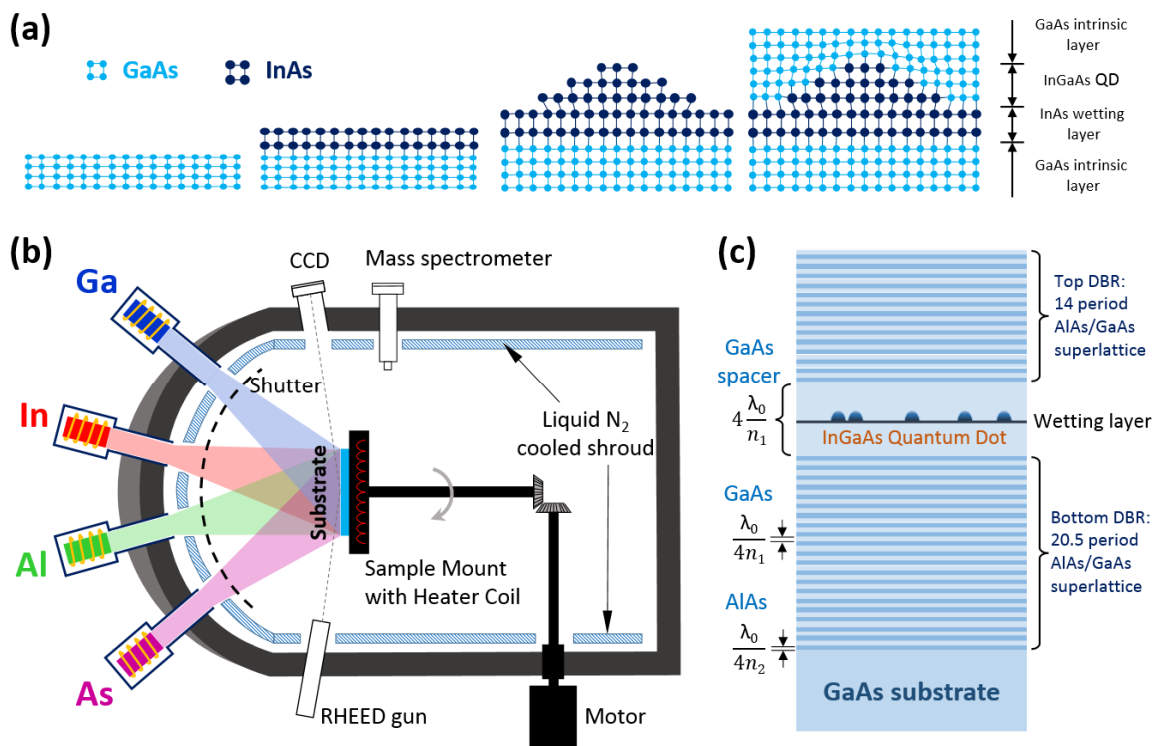 (a)
GaAs
InAs
GaAs intrinsic
layer
InGaAs QD
InAs wetting
layer
GaAs intrinsic
layer
(b)
Ga
In
Al
As
CCD
Mass spectrometer
Shutter
Substrate
Liquid N₂
cooled shroud
Sample Mount
with Heater Coil
RHEED gun
Motor
(c)
Top DBR:
14 period
AlAs/GaAs
superlattice
GaAs
spacer
4 λ₀/n₁
Wetting layer
InGaAs Quantum Dot
GaAs
λ₀/4n₁
Bottom DBR:
20.5 period
AlAs/GaAs
superlattice
AlAs
λ₀/4n₂
GaAs substrate